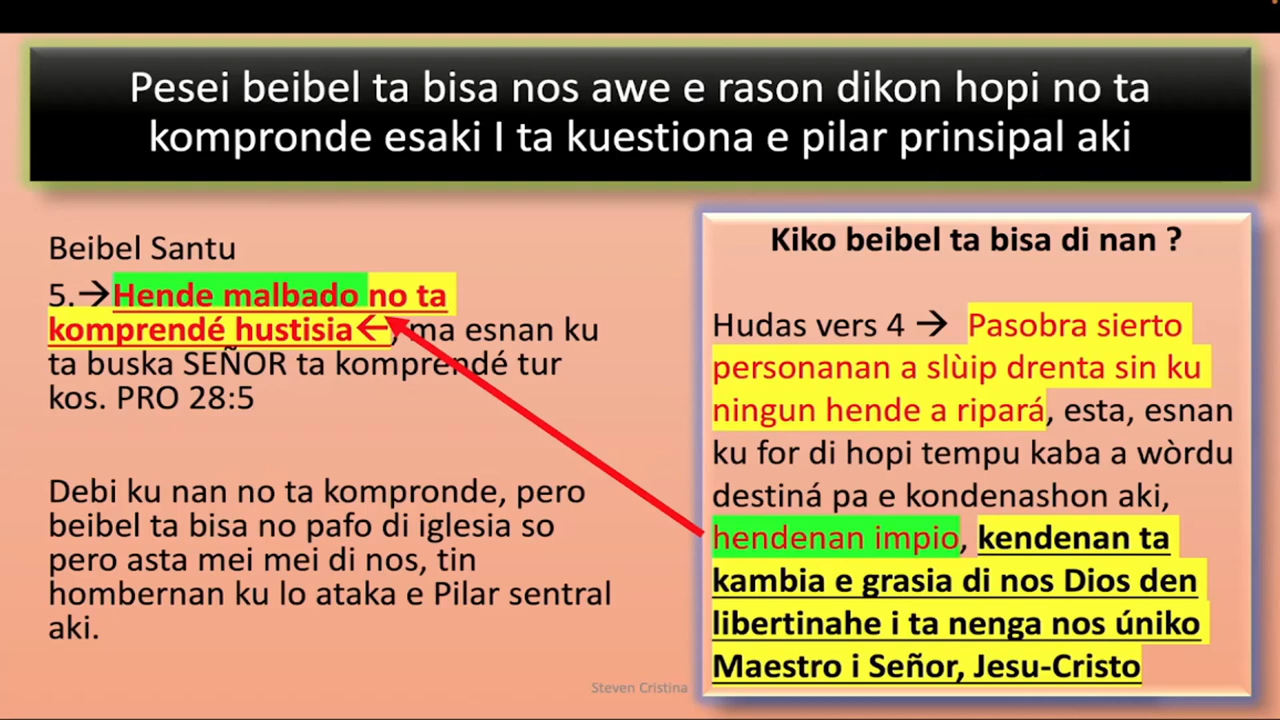 Pesei beibel ta bisa nos awe e rason dikon hopi no ta
kompronde esaki I ta kuestiona e pilar prinsipal aki
Beibel Santu
5.→Hende malbado no ta
komprendé hustisia←, ma esnan ku
ta buska SEÑOR ta komprendé tur
kos. PRO 28:5
Debi ku nan no ta kompronde, pero
beibel ta bisa no pafo di iglesia so
pero asta mei mei di nos, tin
hombernan ku lo ataka e Pilar sentral
aki.
Kiko beibel ta bisa di nan ?
Hudas vers 4 → Pasobra sierto
personanan a slùip drenta sin ku
ningun hende a ripará, esta, esnan
ku for di hopi tempu kaba a wòrdu
destiná pa e kondenashon aki,
hendenan impio, kendenan ta
kambia e grasia di nos Dios den
libertinahe i ta nenga nos úniko
Maestro i Señor, Jesu-Cristo
Steven Cristina